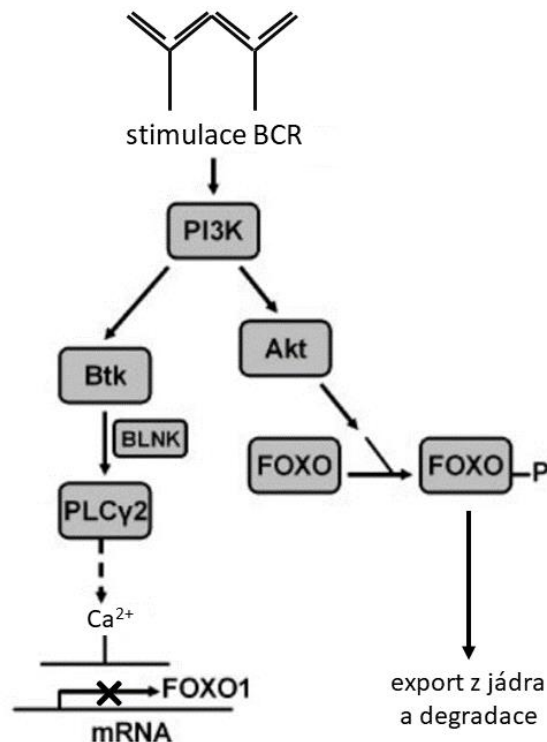 stimulace BCR
PI3K
Btk
Akt
BLNK
FOXO
FOXO
P
PLCγ2
Ca²⁺
FOXO1
mRNA
export z jádra
a degradace